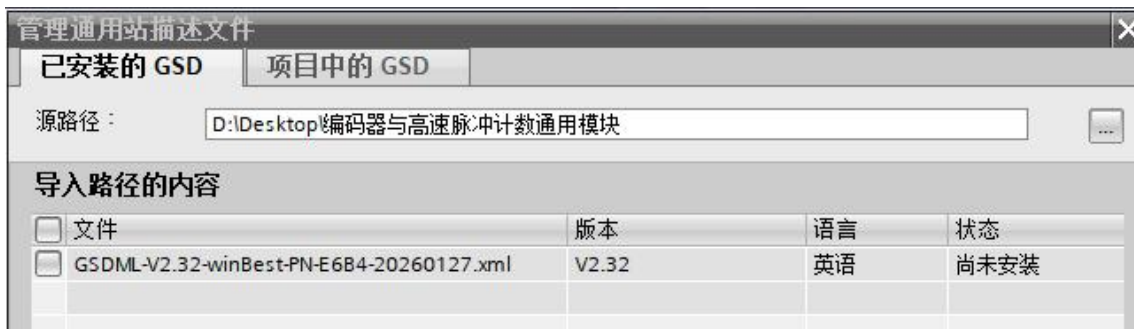 管理通用站描述文件
已安装的 GSD 项目中的 GSD
源路径： D:\Desktop\编码器与高速脉冲计数通用模块 ...
导入路径的内容
文件 版本 语言 状态
GSDML-V2.32-winBest-PN-E6B4-20260127.xml V2.32 英语 尚未安装